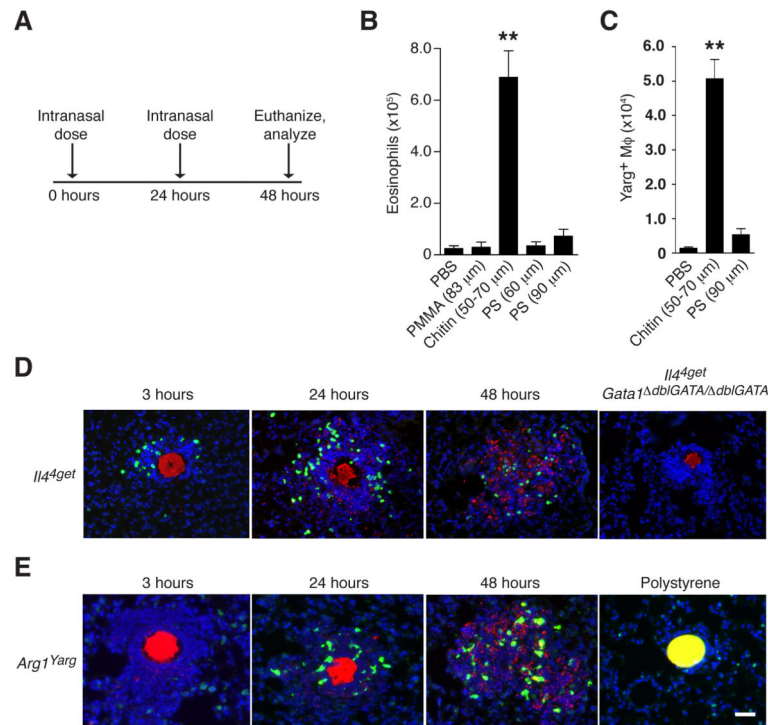 A
Intranasal dose
Intranasal dose
Euthanize, analyze
0 hours
24 hours
48 hours
B
**
Eosinophils (x10⁵)
8.0
6.0
4.0
2.0
0
PBS
PMMA (83 µm)
Chitin (50-70 µm)
PS (60 µm)
PS (90 µm)
C
**
Yarg⁺ Mϕ (x10⁴)
6.0
5.0
4.0
3.0
2.0
1.0
0
PBS
Chitin (50-70 µm)
PS (90 µm)
D
3 hours
24 hours
48 hours
Il4⁴get
Gata1ΔdblGATA/ΔdblGATA
Il4⁴get
E
3 hours
24 hours
48 hours
Polystyrene
Arg1Yarg